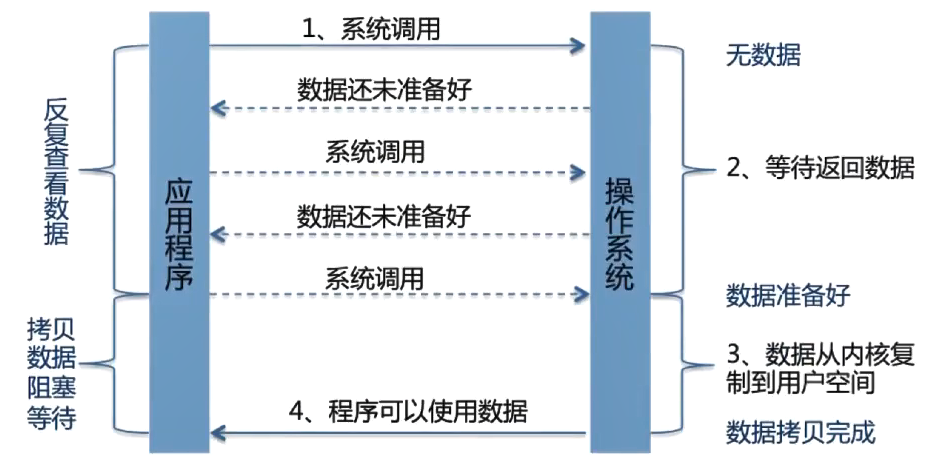 1、系统调用
无数据
数据还未准备好
反复查看数据
系统调用
2、等待返回数据
应用程序
操作系统
数据还未准备好
系统调用
数据准备好
拷贝
数据
阻塞
等待
3、数据从内核复
制到用户空间
4、程序可以使用数据
数据拷贝完成